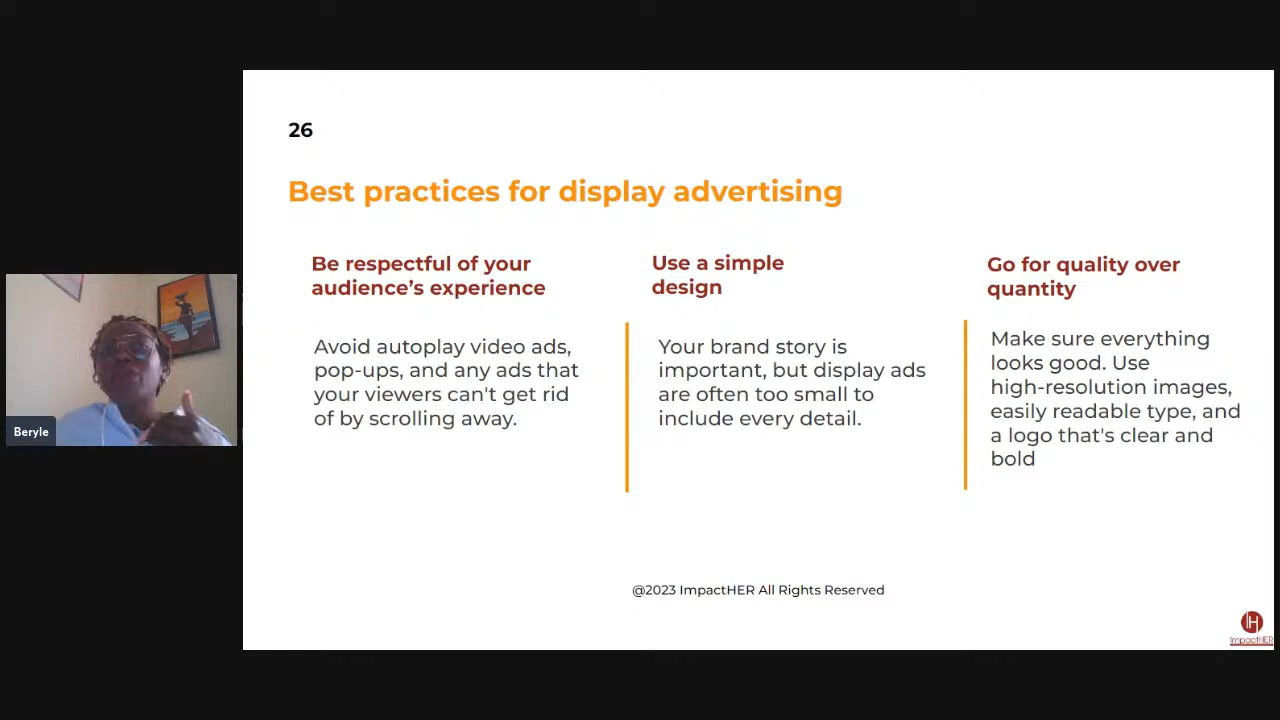 26
Best practices for display advertising
Be respectful of your
audience's experience
Avoid autoplay video ads,
pop-ups, and any ads that
your viewers can't get rid
of by scrolling away.
Use a simple
design
Your brand story is
important, but display ads
are often too small to
include every detail.
Go for quality over
quantity
Make sure everything
looks good. Use
high-resolution images,
easily readable type, and
a logo that's clear and
bold
Beryle
@2023 ImpactHER All Rights Reserved
IH
ImpactHER